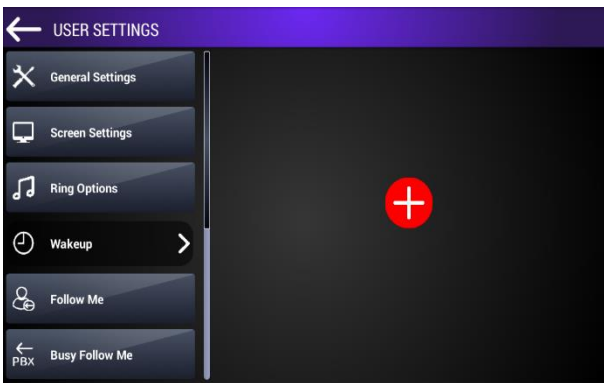 USER SETTINGS
General Settings
Screen Settings
Ring Options
Wakeup
Follow Me
PBX
Busy Follow Me